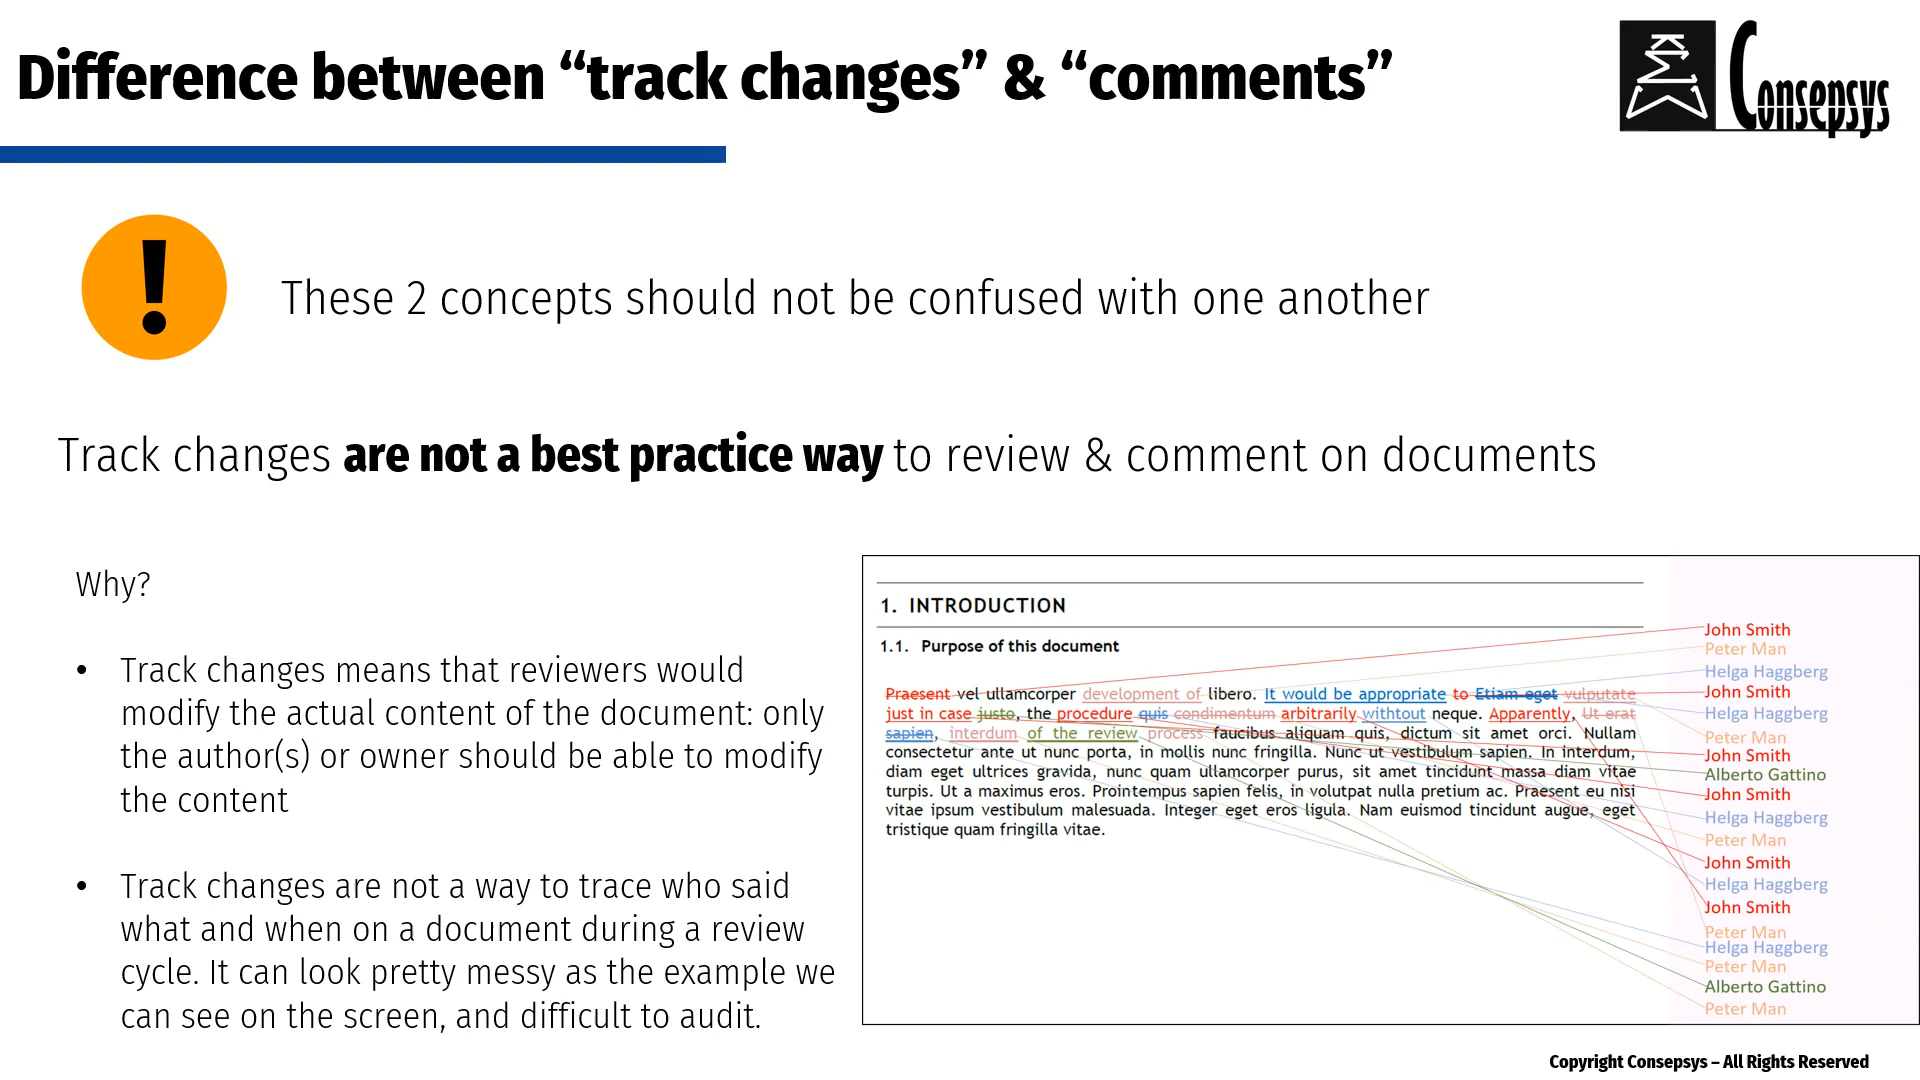 Difference between “track changes” & “comments”
Consepsys
!
These 2 concepts should not be confused with one another
Track changes are not a best practice way to review & comment on documents
Why?
• Track changes means that reviewers would
modify the actual content of the document: only
the author(s) or owner should be able to modify
the content
• Track changes are not a way to trace who said
what and when on a document during a review
cycle. It can look pretty messy as the example we
can see on the screen, and difficult to audit.
1. INTRODUCTION
1.1. Purpose of this document
Praesent vel ullamcorper development of libero. It would be appropriate to Etiam eget vulputate
just in case justo, the procedure quis condimentum arbitrarily withtout neque. Apparently, Ut erat
sapien, interdum of the review process faucibus aliquam quis, dictum sit amet orci. Nullam
consectetur ante ut nunc porta, in mollis nunc fringilla. Nunc ut vestibulum sapien. In interdum,
diam eget ultrices gravida, nunc quam ullamcorper purus, sit amet tincidunt massa diam vitae
turpis. Ut a maximus eros. Prointempus sapien felis, in volutpat nulla pretium ac. Praesent eu nisi
vitae ipsum vestibulum malesuada. Integer eget eros ligula. Nam euismod tincidunt augue, eget
tristique quam fringilla vitae.
John Smith
Peter Man
Helga Haggberg
John Smith
Helga Haggberg
Peter Man
John Smith
Alberto Gattino
John Smith
Helga Haggberg
Peter Man
John Smith
Helga Haggberg
John Smith
Peter Man
Helga Haggberg
Peter Man
Alberto Gattino
Peter Man
Copyright Consepsys – All Rights Reserved